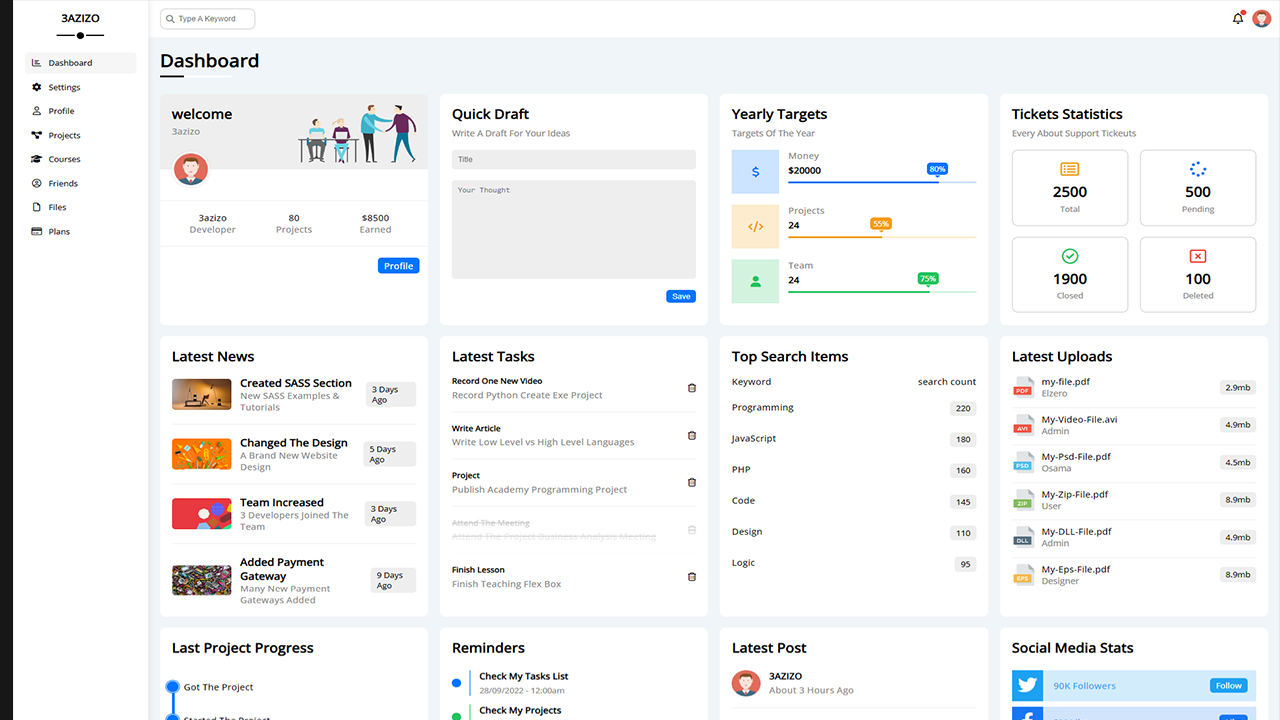 3AZIZO
Dashboard
Settings
Profile
Projects
Courses
Friends
Files
Plans
Type A Keyword
Dashboard
welcome
3azizo
3azizo
Developer
80
Projects
$8500
Earned
Profile
Quick Draft
Write A Draft For Your Ideas
Title
Your Thought
Save
Yearly Targets
Targets Of The Year
$
Money
$20000
80%
</>
Projects
24
55%
Team
24
75%
Tickets Statistics
Every About Support Tickeuts
2500
Total
500
Pending
1900
Closed
100
Deleted
Latest News
Created SASS Section
New SASS Examples &
Tutorials
3 Days
Ago
Changed The Design
A Brand New Website
Design
5 Days
Ago
Team Increased
3 Developers Joined The
Team
3 Days
Ago
Added Payment
Gateway
Many New Payment
Gateways Added
9 Days
Ago
Latest Tasks
Record One New Video
Record Python Create Exe Project
Write Article
Write Low Level vs High Level Languages
Project
Publish Academy Programming Project
Attend The Meeting
Attend The Project Business Analysis Meeting
Finish Lesson
Finish Teaching Flex Box
Top Search Items
Keyword search count
Programming 220
JavaScript 180
PHP 160
Code 145
Design 110
Logic 95
Latest Uploads
PDF
my-file.pdf
Elzero
2.9mb
AVI
My-Video-File.avi
Admin
4.9mb
PSD
My-Psd-File.pdf
Osama
4.5mb
ZIP
My-Zip-File.pdf
User
8.9mb
DLL
My-DLL-File.pdf
Admin
4.9mb
EPS
My-Eps-File.pdf
Designer
8.9mb
Last Project Progress
Got The Project
Started The Project
Reminders
Check My Tasks List
28/09/2022 - 12:00am
Check My Projects
Latest Post
3AZIZO
About 3 Hours Ago
Social Media Stats
90K Followers
Follow